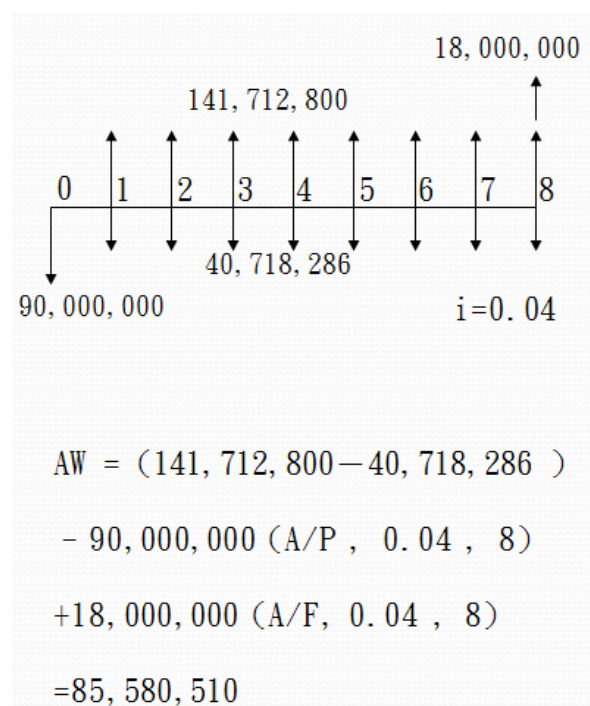 18,000,000
141,712,800
0 1 2 3 4 5 6 7 8
40,718,286
90,000,000 i=0.04
AW = (141,712,800-40,718,286 )
- 90,000,000(A/P , 0.04 , 8)
+18,000,000(A/F, 0.04 , 8)
=85,580,510